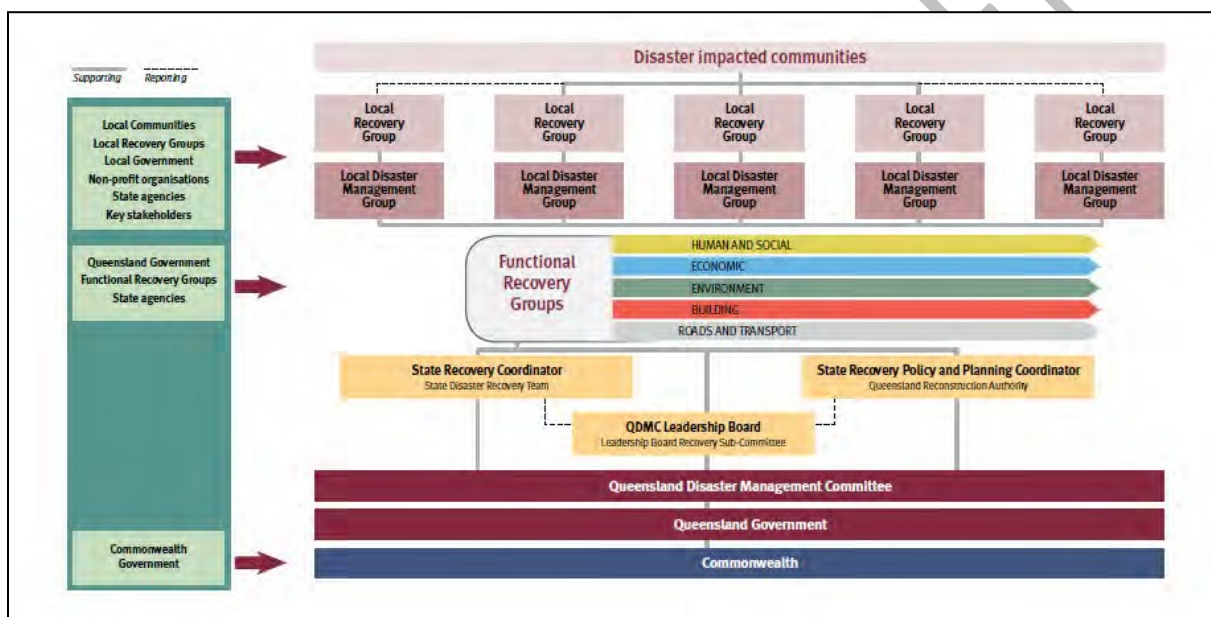 Supporting Reporting
Local Communities
Local Recovery Groups
Local Government
Non-profit organisations
State agencies
Key stakeholders
Queensland Government
Functional Recovery Groups
State agencies
Commonwealth
Government
Disaster impacted communities
Local
Recovery
Group
Local
Recovery
Group
Local
Recovery
Group
Local
Recovery
Group
Local
Recovery
Group
Local Disaster
Management
Group
Local Disaster
Management
Group
Local Disaster
Management
Group
Local Disaster
Management
Group
Local Disaster
Management
Group
Functional
Recovery
Groups
HUMAN AND SOCIAL
ECONOMIC
ENVIRONMENT
BUILDING
ROADS AND TRANSPORT
State Recovery Coordinator
State Disaster Recovery Team
State Recovery Policy and Planning Coordinator
Queensland Reconstruction Authority
QDMC Leadership Board
Leadership Board Recovery Sub-Committee
Queensland Disaster Management Committee
Queensland Government
Commonwealth